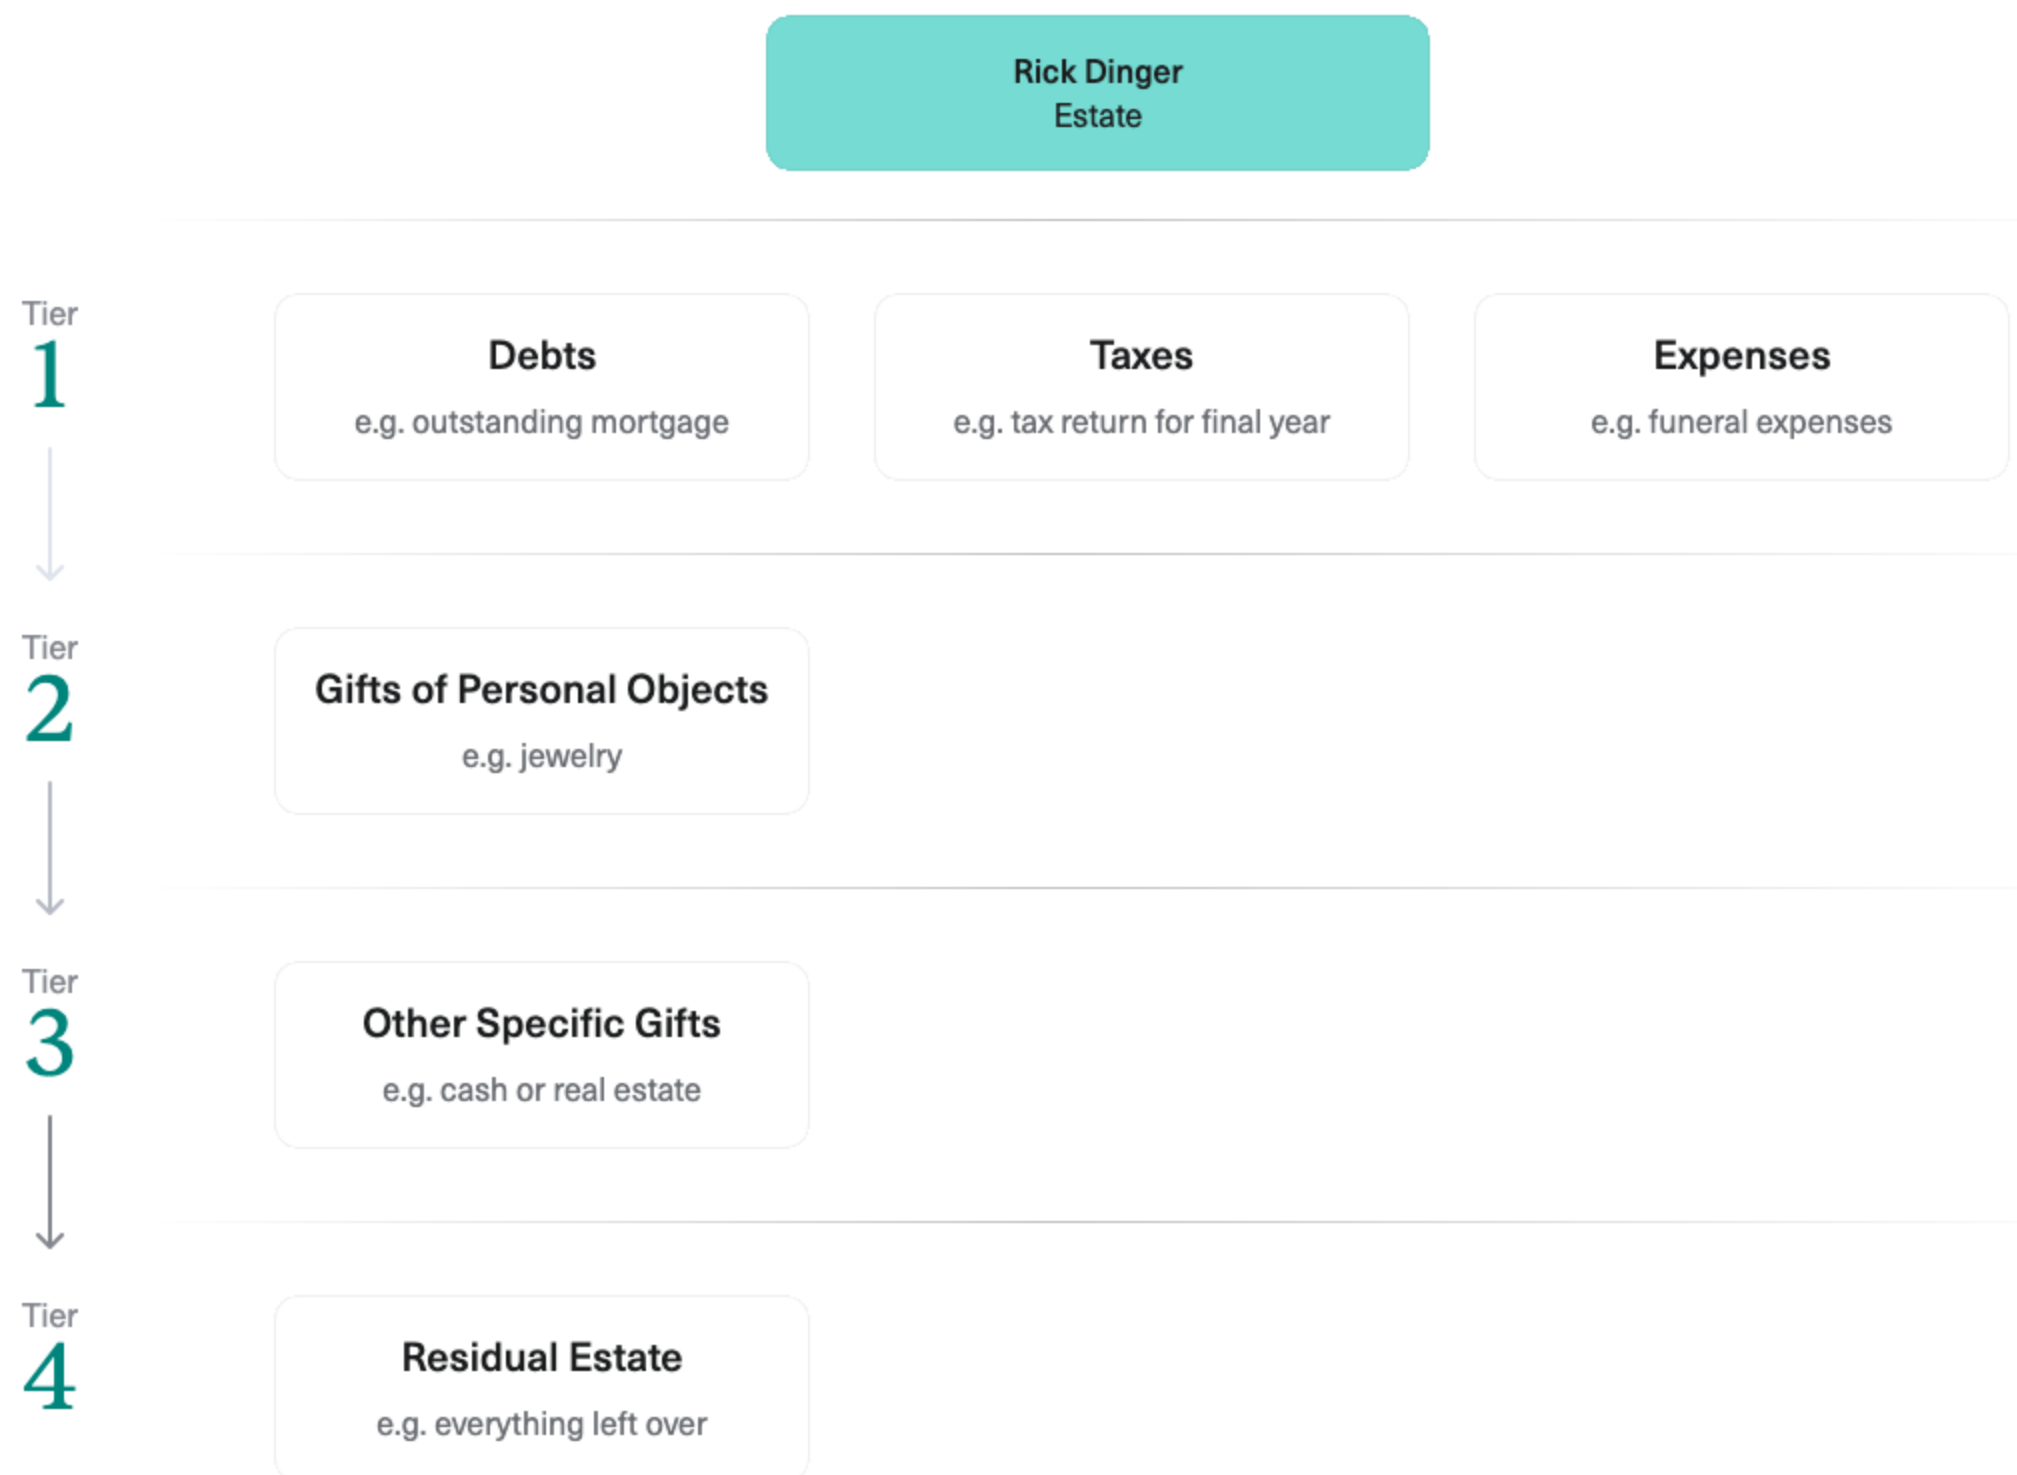 Rick Dinger
Estate
Tier
1
Debts
e.g. outstanding mortgage
Taxes
e.g. tax return for final year
Expenses
e.g. funeral expenses
Tier
2
Gifts of Personal Objects
e.g. jewelry
Tier
3
Other Specific Gifts
e.g. cash or real estate
Tier
4
Residual Estate
e.g. everything left over